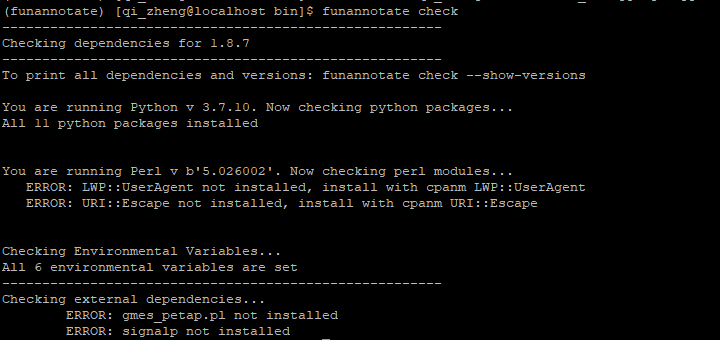 (funannotate) [qi_zheng@localhost bin]$ funannotate check
-------------------------------------------------------
Checking dependencies for 1.8.7
-------------------------------------------------------
To print all dependencies and versions: funannotate check --show-versions
You are running Python v 3.7.10. Now checking python packages...
All 11 python packages installed
You are running Perl v b'5.026002'. Now checking perl modules...
ERROR: LWP::UserAgent not installed, install with cpanm LWP::UserAgent
ERROR: URI::Escape not installed, install with cpanm URI::Escape
Checking Environmental Variables...
All 6 environmental variables are set
-------------------------------------------------------
Checking external dependencies...
ERROR: gmes_petap.pl not installed
ERROR: signalp not installed